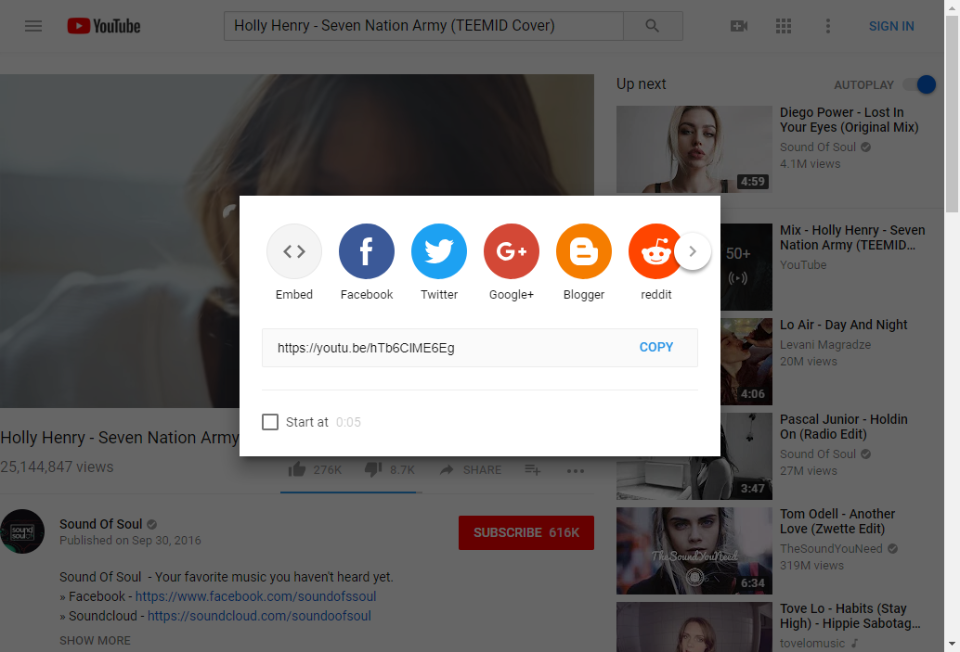 YouTube
Holly Henry - Seven Nation Army (TEEMID Cover)
SIGN IN
Up next
AUTOPLAY
4:59
Diego Power - Lost In
Your Eyes (Original Mix)
Sound Of Soul
4.1M views
50+
Mix - Holly Henry - Seven
Nation Army (TEEMID...
YouTube
4:06
Lo Air - Day And Night
Levani Magradze
20M views
3:47
Pascal Junior - Holdin
On (Radio Edit)
Sound Of Soul
27M views
TheSoundYouNeed
6:34
Tom Odell - Another
Love (Zwette Edit)
TheSoundYouNeed
319M views
Tove Lo - Habits (Stay
High) - Hippie Sabotag...
tovelomusic
Embed
Facebook
Twitter
G+
Google+
Blogger
reddit
https://youtu.be/hTb6ClME6Eg
COPY
Start at 0:05
Holly Henry - Seven Nation Army
25,144,847 views
276K
8.7K
SHARE
sound
soul
Sound Of Soul
Published on Sep 30, 2016
SUBSCRIBE 616K
Sound Of Soul - Your favorite music you haven't heard yet.
» Facebook - https://www.facebook.com/soundofssoul
» Soundcloud - https://soundcloud.com/soundoofsoul
SHOW MORE